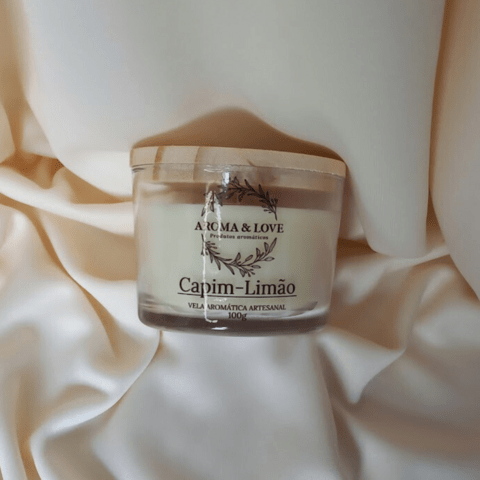 AROMA & LOVE
Produtos aromáticos
Capim-Limão
VELA AROMÁTICA ARTESANAL
100g